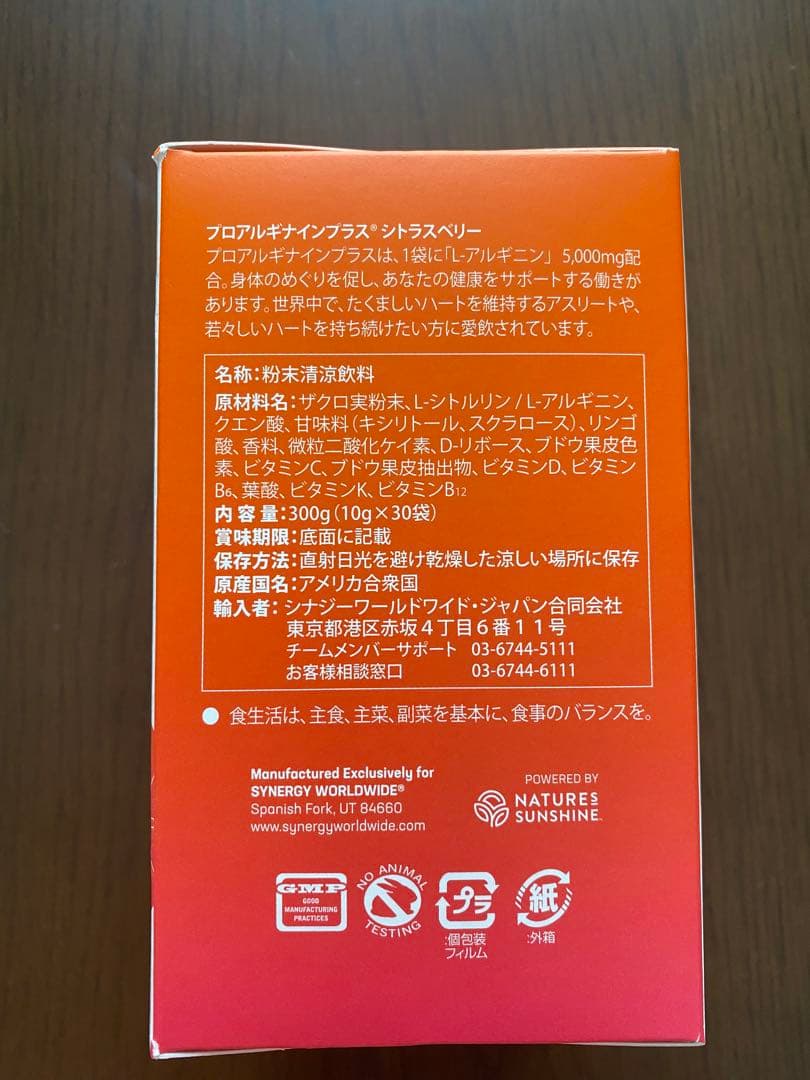 プロアルギナインプラス® シトラスベリー
プロアルギナインプラスは、1袋に「L-アルギニン」 5,000mg配
合。身体のめぐりを促し、あなたの健康をサポートする働きが
あります。世界中で、たくましいハートを維持するアスリートや、
若々しいハートを持ち続けたい方に愛飲されています。
名称:粉末清涼飲料
原材料名:ザクロ実粉末、L-シトルリン / L-アルギニン、
クエン酸、甘味料(キシリトール、スクラロース)、リンゴ
酸、香料、微粒二酸化ケイ素、D-リボース、ブドウ果皮色
素、ビタミンC、ブドウ果皮抽出物、ビタミンD、ビタミン
B6、葉酸、ビタミンK、ビタミンB12
内 容 量:300g(10g×30袋)
賞味期限:底面に記載
保存方法:直射日光を避け乾燥した涼しい場所に保存
原産国名:アメリカ合衆国
輸入者:シナジーワールドワイド・ジャパン合同会社
東京都港区赤坂4丁目6番11号
チームメンバーサポート 03-6744-5111
お客様相談窓口 03-6744-6111
● 食生活は、主食、主菜、副菜を基本に、食事のバランスを。
Manufactured Exclusively for
SYNERGY WORLDWIDE®
Spanish Fork, UT 84660
www.synergyworldwide.com
POWERED BY
NATURE'S
SUNSHINE™
GMP
GOOD
MANUFACTURING
PRACTICES
NO ANIMAL
TESTING
プラ
:個包装
フィルム
紙
:外箱